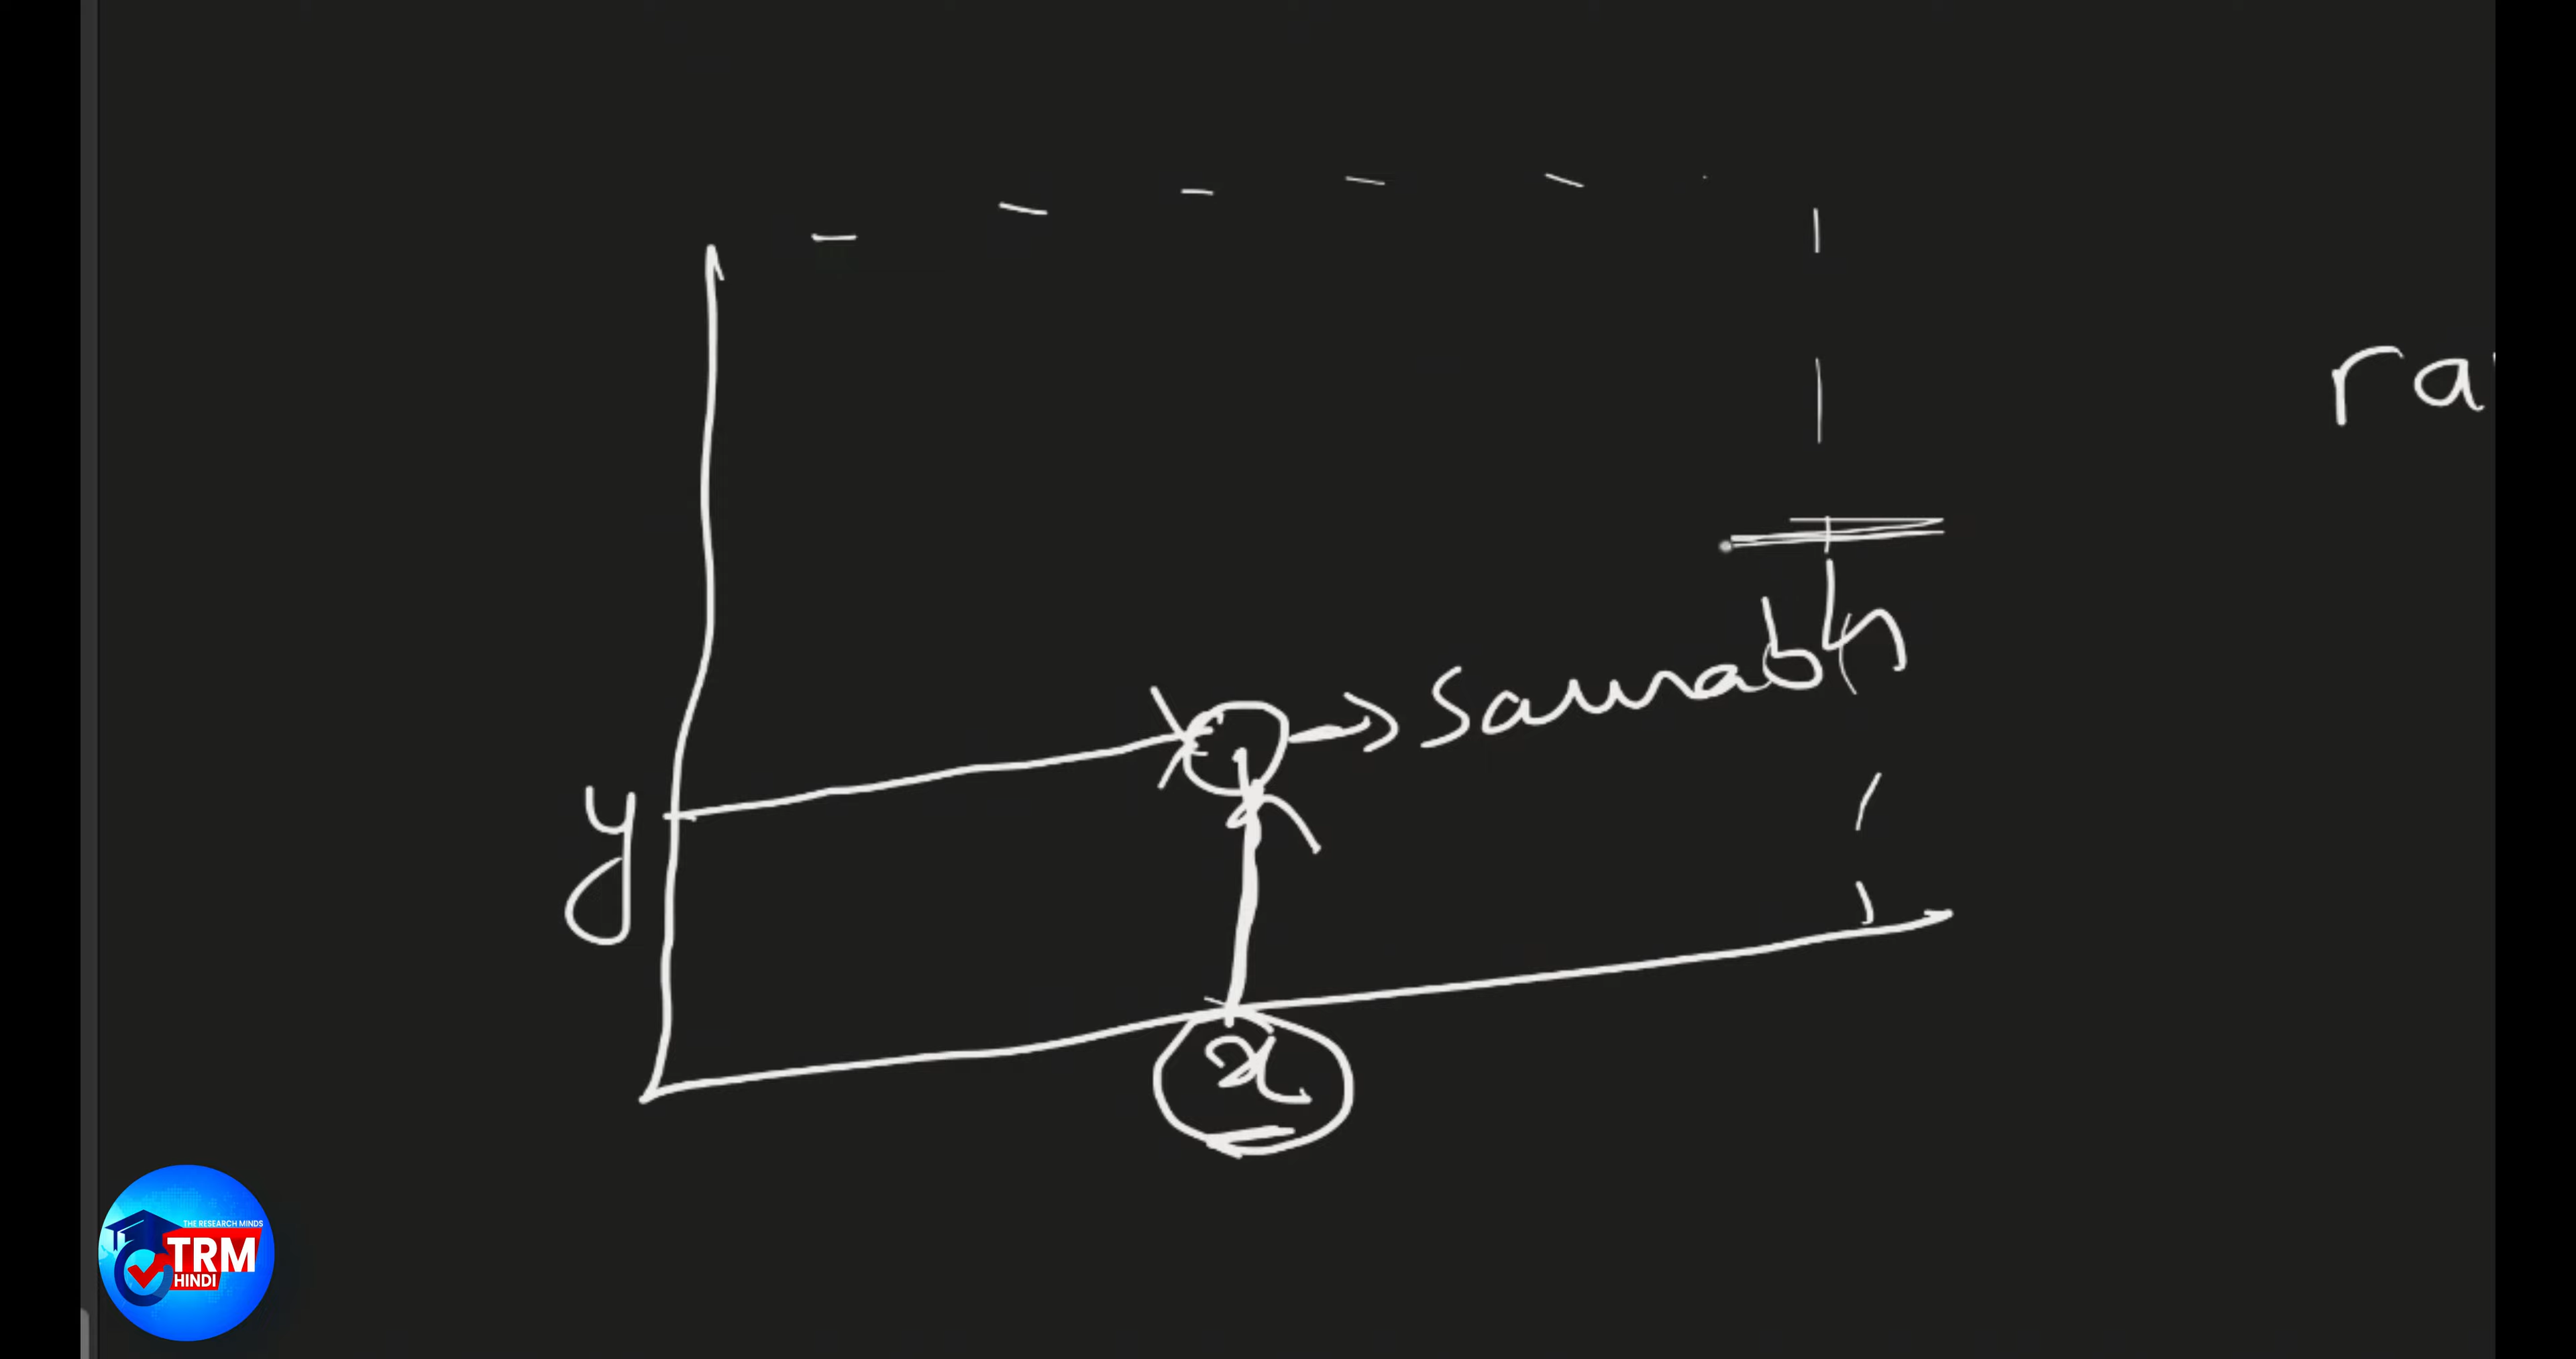 ra
saurabh
y
x
THE RESEARCH MINDS
TRM
HINDI